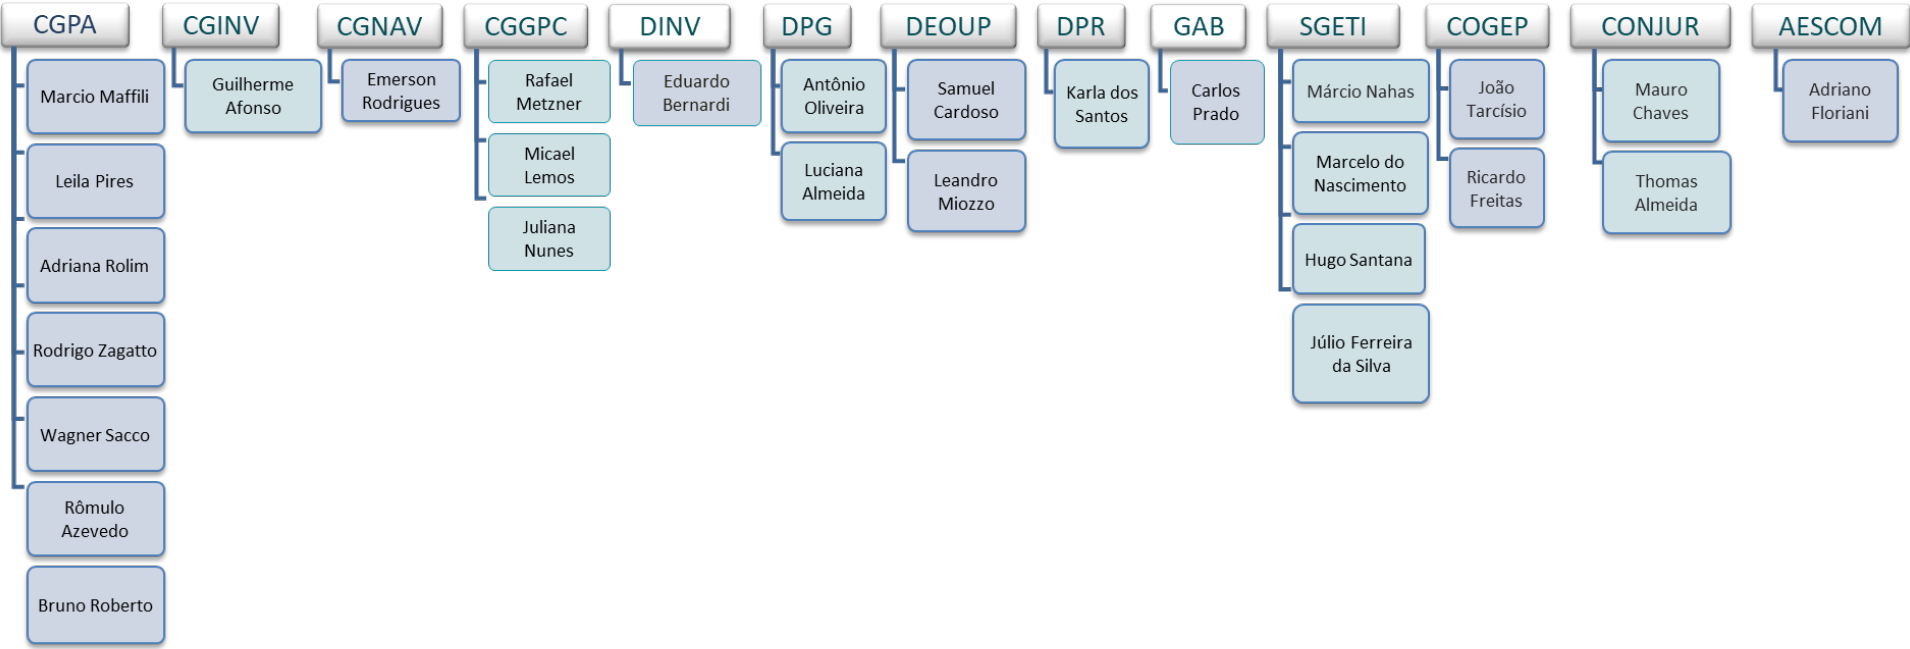 CGPA
Marcio Maffili
Leila Pires
Adriana Rolim
Rodrigo Zagatto
Wagner Sacco
Rômulo
Azevedo
Bruno Roberto
CGINV
Guilherme
Afonso
CGNAV
Emerson
Rodrigues
CGGPC
Rafael
Metzner
Micael
Lemos
Juliana
Nunes
DINV
Eduardo
Bernardi
DPG
Antônio
Oliveira
Luciana
Almeida
DEOUP
Samuel
Cardoso
Leandro
Miozzo
DPR
Karla dos
Santos
GAB
Carlos
Prado
SGETI
Márcio Nahas
Marcelo do
Nascimento
Hugo Santana
Júlio Ferreira
da Silva
COGEP
João
Tarcísio
Ricardo
Freitas
CONJUR
Mauro
Chaves
Thomas
Almeida
AESCOM
Adriano
Floriani